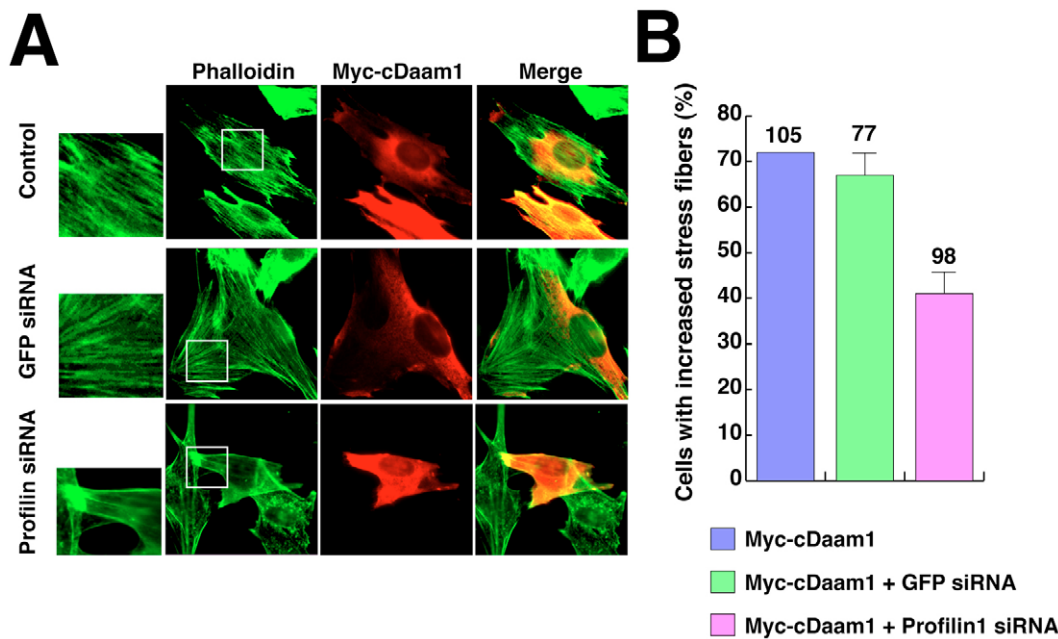 A
Phalloidin Myc-cDaam1 Merge
Control
GFP siRNA
Profilin siRNA
B
Cells with increased stress fibers (%)
80
70
60
50
40
30
20
10
0
105
77
98
Myc-cDaam1
Myc-cDaam1 + GFP siRNA
Myc-cDaam1 + Profilin1 siRNA